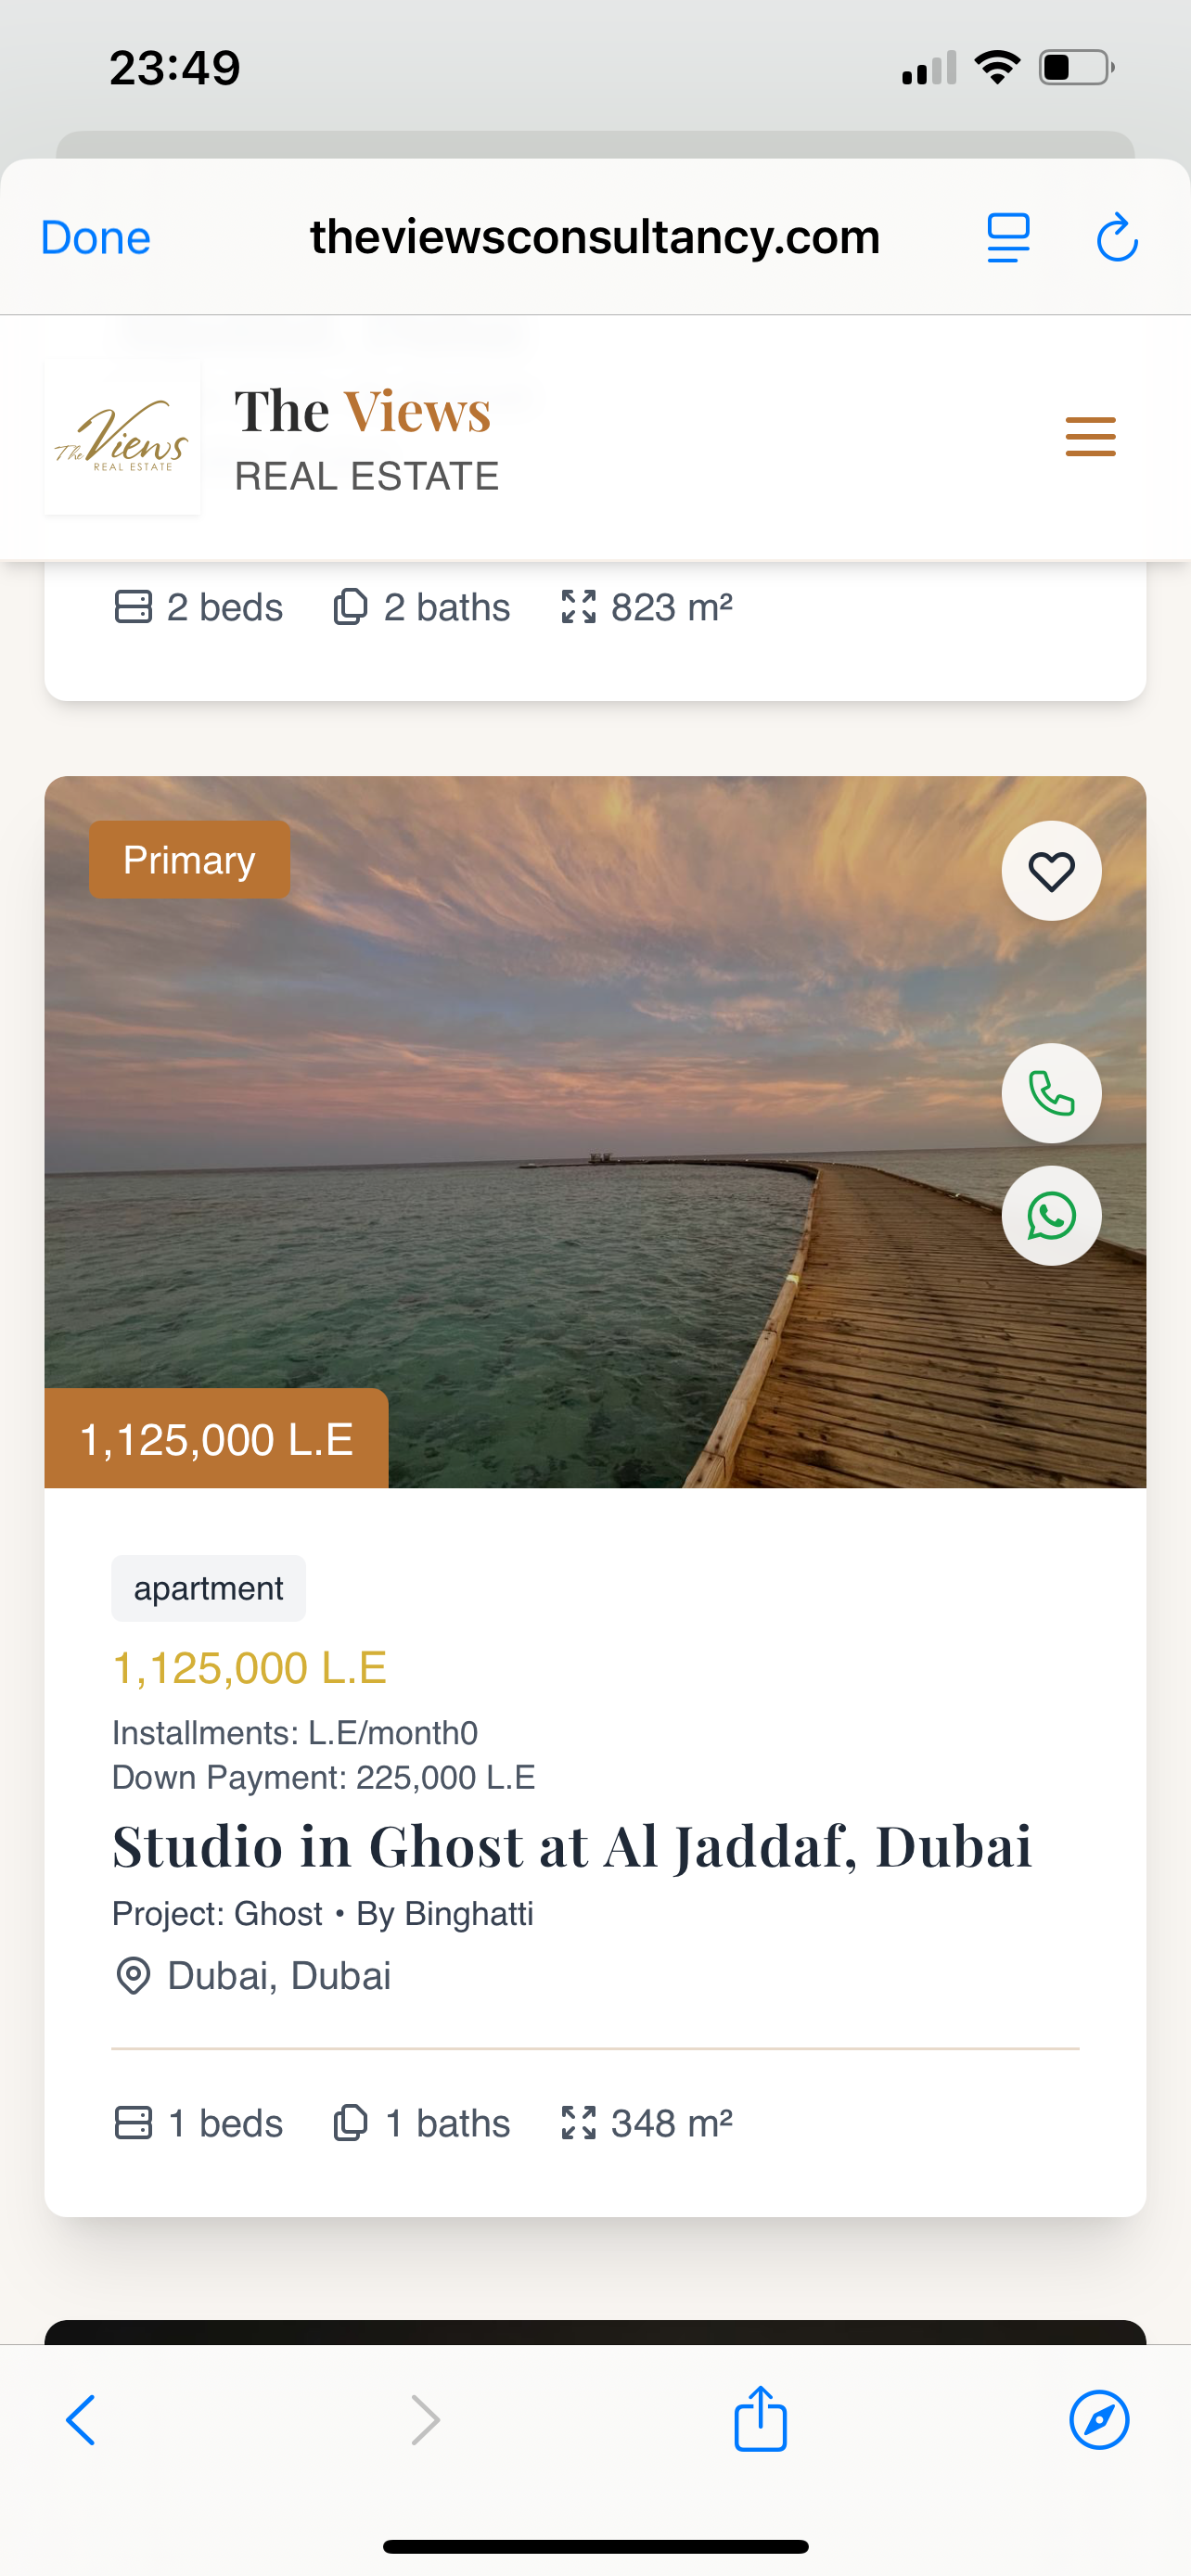 23:49
Done
theviewsconsultancy.com
The Views
REAL ESTATE
The Views
REAL ESTATE
2 beds 2 baths 823 m²
Primary
1,125,000 L.E
apartment
1,125,000 L.E
Installments: L.E/month0
Down Payment: 225,000 L.E
Studio in Ghost at Al Jaddaf, Dubai
Project: Ghost • By Binghatti
Dubai, Dubai
1 beds 1 baths 348 m²